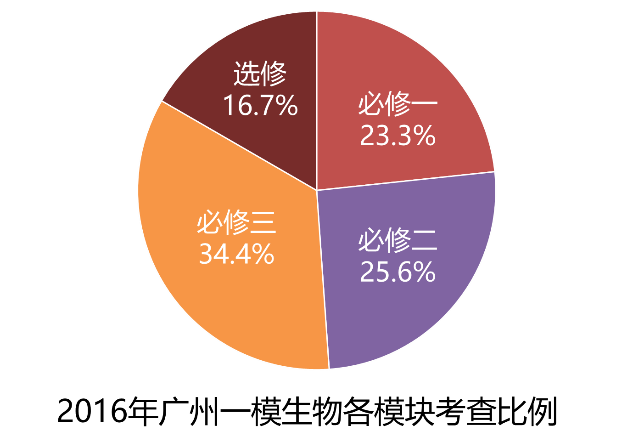 选修
16.7%
必修一
23.3%
必修三
34.4%
必修二
25.6%
2016年广州一模生物各模块考查比例